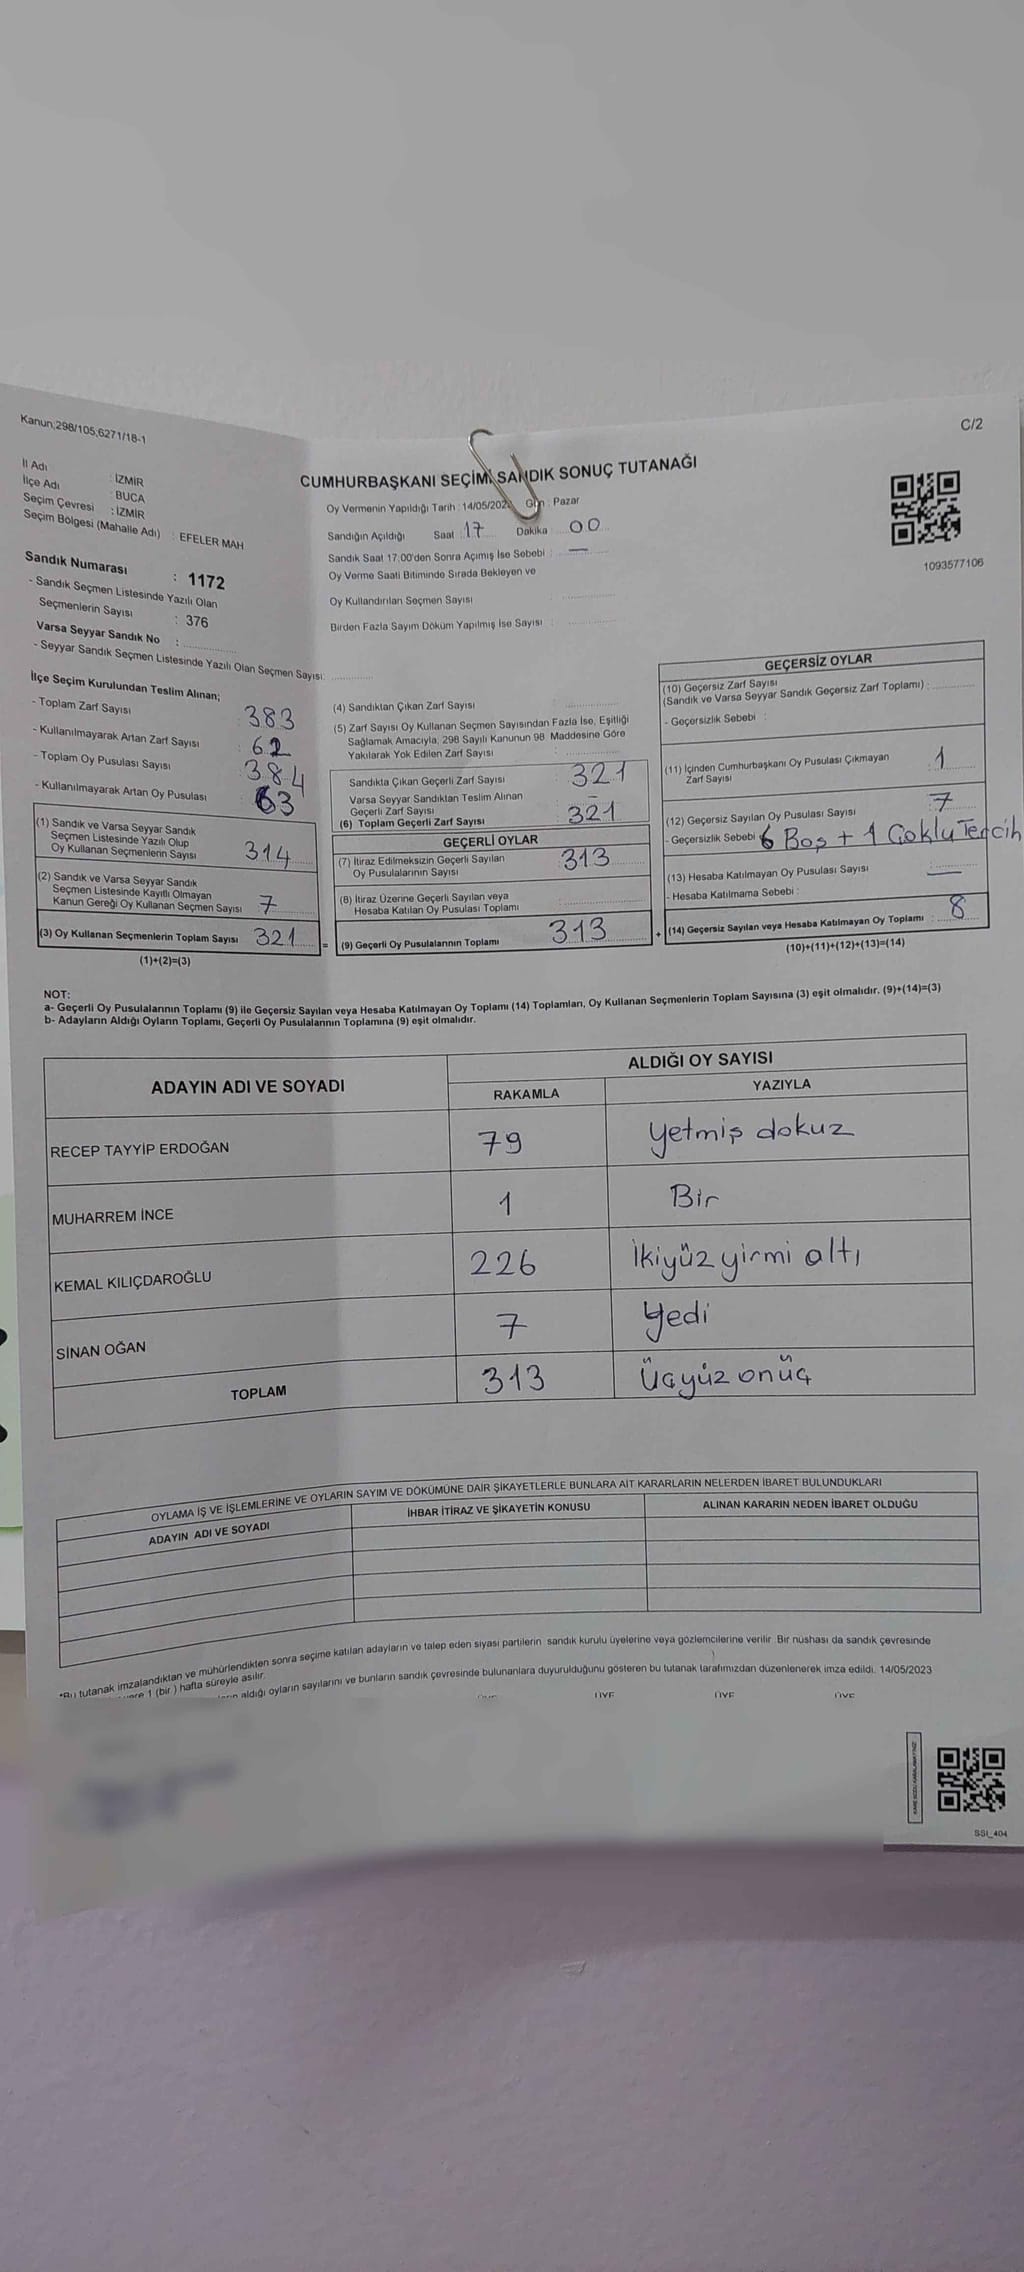 Kanun;298/105;6271/18-1
C/2
İl Adı : İZMİR
İlçe Adı : BUCA
Seçim Çevresi : İZMİR
Seçim Bölgesi (Mahalle Adı) : EFELER MAH
Sandık Numarası : 1172
- Sandık Seçmen Listesinde Yazılı Olan
Seçmenlerin Sayısı : 376
Varsa Seyyar Sandık No :
- Seyyar Sandık Seçmen Listesinde Yazılı Olan Seçmen Sayısı:
CUMHURBAŞKANI SEÇİMİ SANDIK SONUÇ TUTANAĞI
Oy Vermenin Yapıldığı Tarih : 14/05/2023 Gün : Pazar
Sandığın Açıldığı Saat 17 Dakika 00
Sandık Saat 17:00'den Sonra Açımış İse Sebebi : —
Oy Verme Saati Bitiminde Sırada Bekleyen ve
Oy Kullandırılan Seçmen Sayısı :
Birden Fazla Sayım Döküm Yapılmış İse Sayısı :
1093577106
İlçe Seçim Kurulundan Teslim Alınan;
- Toplam Zarf Sayısı : 383
- Kullanılmayarak Artan Zarf Sayısı : 62
- Toplam Oy Pusulası Sayısı : 384
- Kullanılmayarak Artan Oy Pusulası : 63
(1) Sandık ve Varsa Seyyar Sandık
Seçmen Listesinde Yazılı Olup
Oy Kullanan Seçmenlerin Sayısı : 314
(2) Sandık ve Varsa Seyyar Sandık
Seçmen Listesinde Kayıtlı Olmayan
Kanun Gereği Oy Kullanan Seçmen Sayısı : 7
(3) Oy Kullanan Seçmenlerin Toplam Sayısı 321 =
(1)+(2)=(3)
(4) Sandıktan Çıkan Zarf Sayısı :
(5) Zarf Sayısı Oy Kullanan Seçmen Sayısından Fazla İse, Eşitliği
Sağlamak Amacıyla, 298 Sayılı Kanunun 98. Maddesine Göre
Yakılarak Yok Edilen Zarf Sayısı :
Sandıkta Çıkan Geçerli Zarf Sayısı : 321
Varsa Seyyar Sandıktan Teslim Alınan
Geçerli Zarf Sayısı : —
(6) Toplam Geçerli Zarf Sayısı : 321
GEÇERLİ OYLAR
(7) İtiraz Edilmeksizin Geçerli Sayılan
Oy Pusulalarının Sayısı : 313
(8) İtiraz Üzerine Geçerli Sayılan veya
Hesaba Katılan Oy Pusulası Toplamı :
(9) Geçerli Oy Pusulalarının Toplamı 313 +
GEÇERSİZ OYLAR
(10) Geçersiz Zarf Sayısı
(Sandık ve Varsa Seyyar Sandık Geçersiz Zarf Toplamı) :
- Geçersizlik Sebebi :
(11) İçinden Cumhurbaşkanı Oy Pusulası Çıkmayan
Zarf Sayısı : 1
(12) Geçersiz Sayılan Oy Pusulası Sayısı : 7
- Geçersizlik Sebebi 6 Boş + 1 Çoklu Tercih
(13) Hesaba Katılmayan Oy Pusulası Sayısı : —
- Hesaba Katılmama Sebebi :
(14) Geçersiz Sayılan veya Hesaba Katılmayan Oy Toplamı : 8
(10)+(11)+(12)+(13)=(14)
NOT:
a- Geçerli Oy Pusulalarının Toplamı (9) ile Geçersiz Sayılan veya Hesaba Katılmayan Oy Toplamı (14) Toplamları, Oy Kullanan Seçmenlerin Toplam Sayısına (3) eşit olmalıdır. (9)+(14)=(3)
b- Adayların Aldığı Oyların Toplamı, Geçerli Oy Pusulalarının Toplamına (9) eşit olmalıdır.
ADAYIN ADI VE SOYADI
ALDIĞI OY SAYISI
RAKAMLA YAZIYLA
RECEP TAYYİP ERDOĞAN 79 yetmiş dokuz
MUHARREM İNCE 1 Bir
KEMAL KILIÇDAROĞLU 226 İkiyüz yirmi altı
SİNAN OĞAN 7 yedi
TOPLAM 313 Üçyüz onüç
OYLAMA İŞ VE İŞLEMLERİNE VE OYLARIN SAYIM VE DÖKÜMÜNE DAİR ŞİKAYETLERLE BUNLARA AİT KARARLARIN NELERDEN İBARET BULUNDUKLARI
ADAYIN ADI VE SOYADI İHBAR İTİRAZ VE ŞİKAYETİN KONUSU ALINAN KARARIN NEDEN İBARET OLDUĞU
*Bu tutanak imzalandıktan ve mühürlendikten sonra seçime katılan adayların ve talep eden siyasi partilerin sandık kurulu üyelerine veya gözlemcilerine verilir. Bir nüshası da sandık çevresinde
1 (bir ) hafta süreyle asılır.
aldığı oyların sayılarını ve bunların sandık çevresinde bulunanlara duyurulduğunu gösteren bu tutanak tarafımızdan düzenlenerek imza edildi. 14/05/2023
ÜYE ÜYE ÜYE
SSI_404